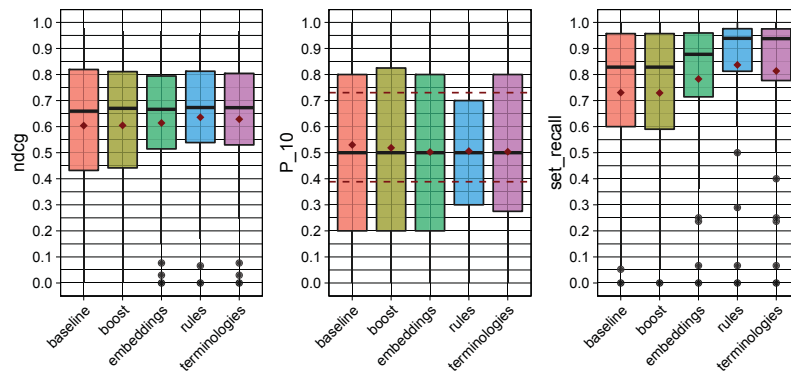 ndcg
1.0
0.9
0.8
0.7
0.6
0.5
0.4
0.3
0.2
0.1
0.0
baseline
boost
embeddings
rules
terminologies
P_10
1.0
0.9
0.8
0.7
0.6
0.5
0.4
0.3
0.2
0.1
0.0
baseline
boost
embeddings
rules
terminologies
set_recall
1.0
0.9
0.8
0.7
0.6
0.5
0.4
0.3
0.2
0.1
0.0
baseline
boost
embeddings
rules
terminologies